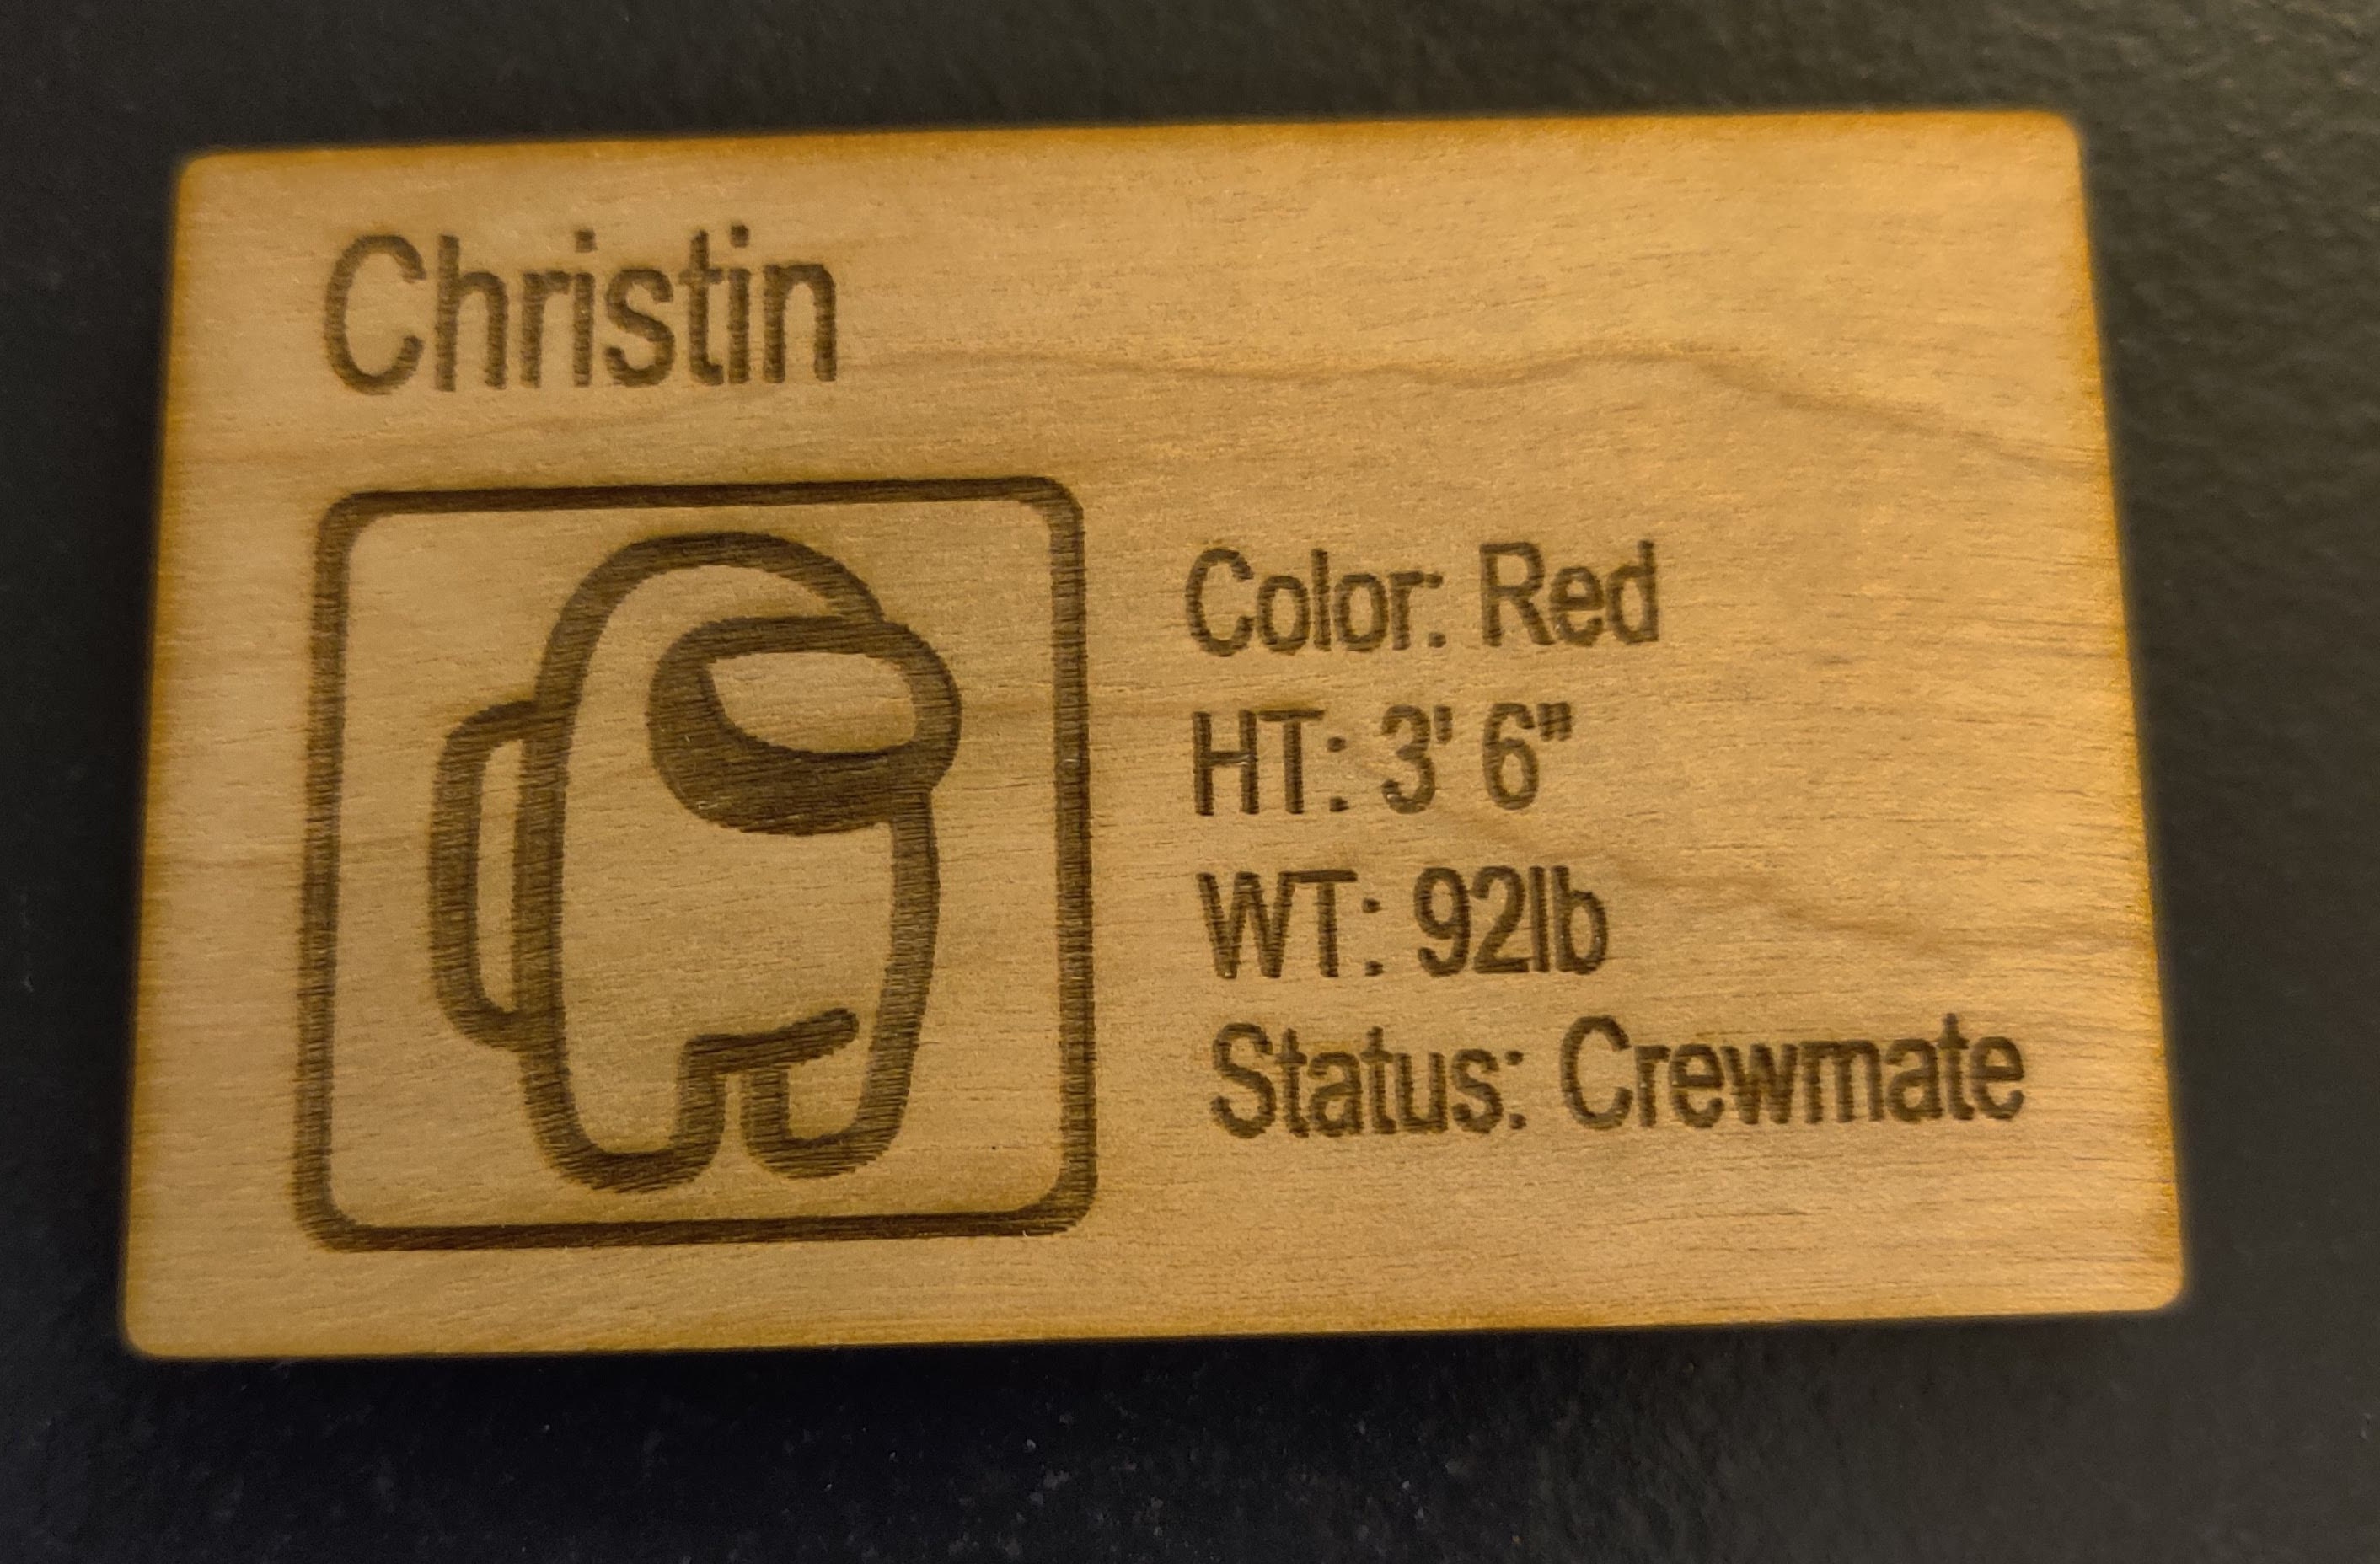 Christin
Color: Red
HT: 3' 6"
WT: 92lb
Status: Crewmate